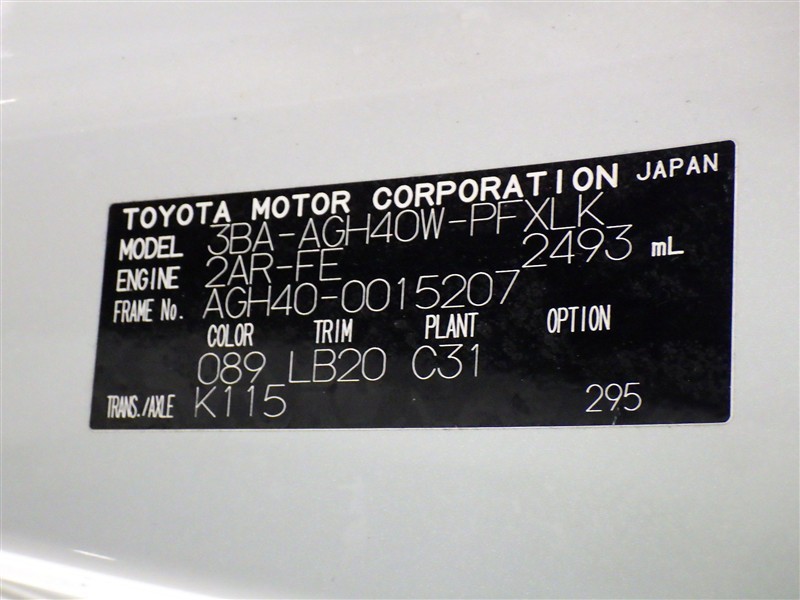 TOYOTA MOTOR CORPORATION JAPAN
MODEL 3BA-AGH40W-PFXLK
ENGINE 2AR-FE 2493 mL
FRAME No. AGH40-0015207
COLOR TRIM PLANT OPTION
089 LB20 C31
TRANS./AXLE K115 295